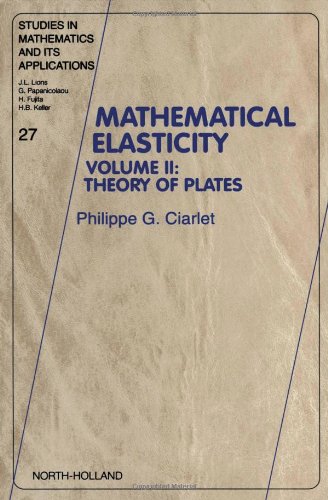 STUDIES IN
MATHEMATICS
AND ITS
APPLICATIONS
J.L. Lions
G. Papanicolaou
H. Fujita
H.B. Keller
27
MATHEMATICAL
ELASTICITY
VOLUME II:
THEORY OF PLATES
Philippe G. Ciarlet
NORTH-HOLLAND